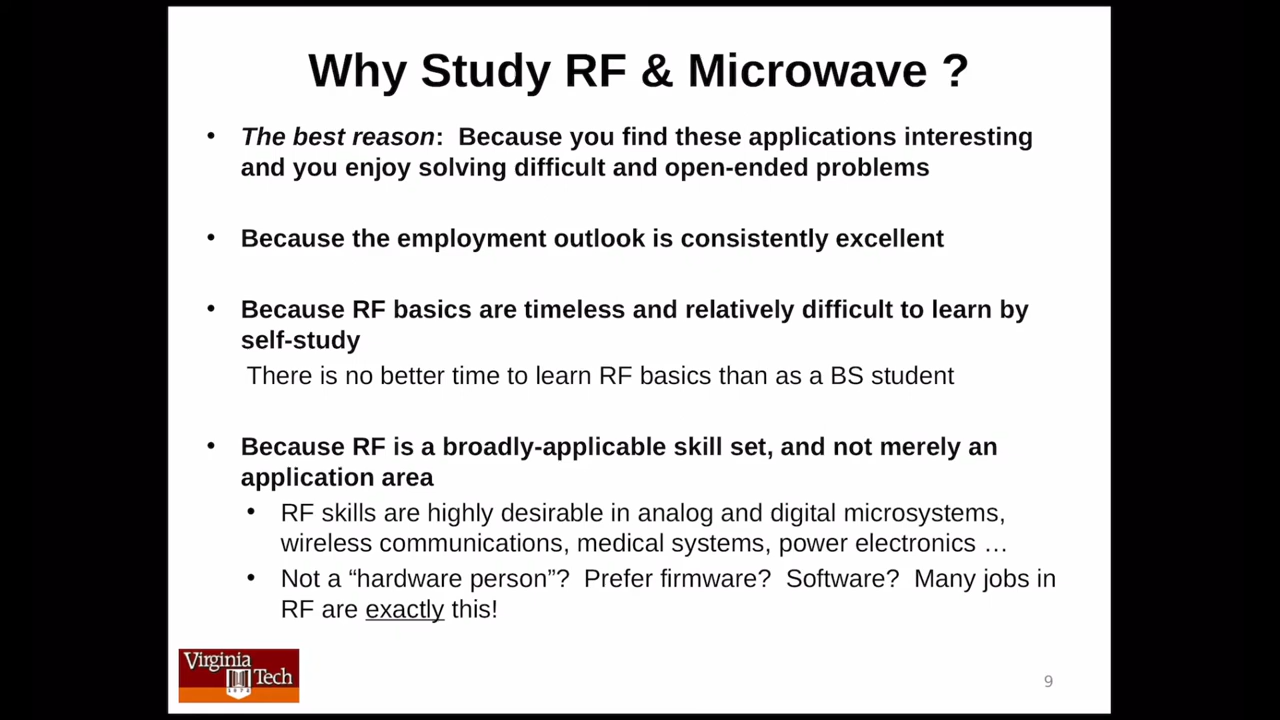 Why Study RF & Microwave ?
• The best reason:  Because you find these applications interesting
and you enjoy solving difficult and open-ended problems
• Because the employment outlook is consistently excellent
• Because RF basics are timeless and relatively difficult to learn by
self-study
There is no better time to learn RF basics than as a BS student
• Because RF is a broadly-applicable skill set, and not merely an
application area
• RF skills are highly desirable in analog and digital microsystems,
wireless communications, medical systems, power electronics …
• Not a “hardware person”?  Prefer firmware?  Software?  Many jobs in
RF are exactly this!
Virginia
Tech
1872
9